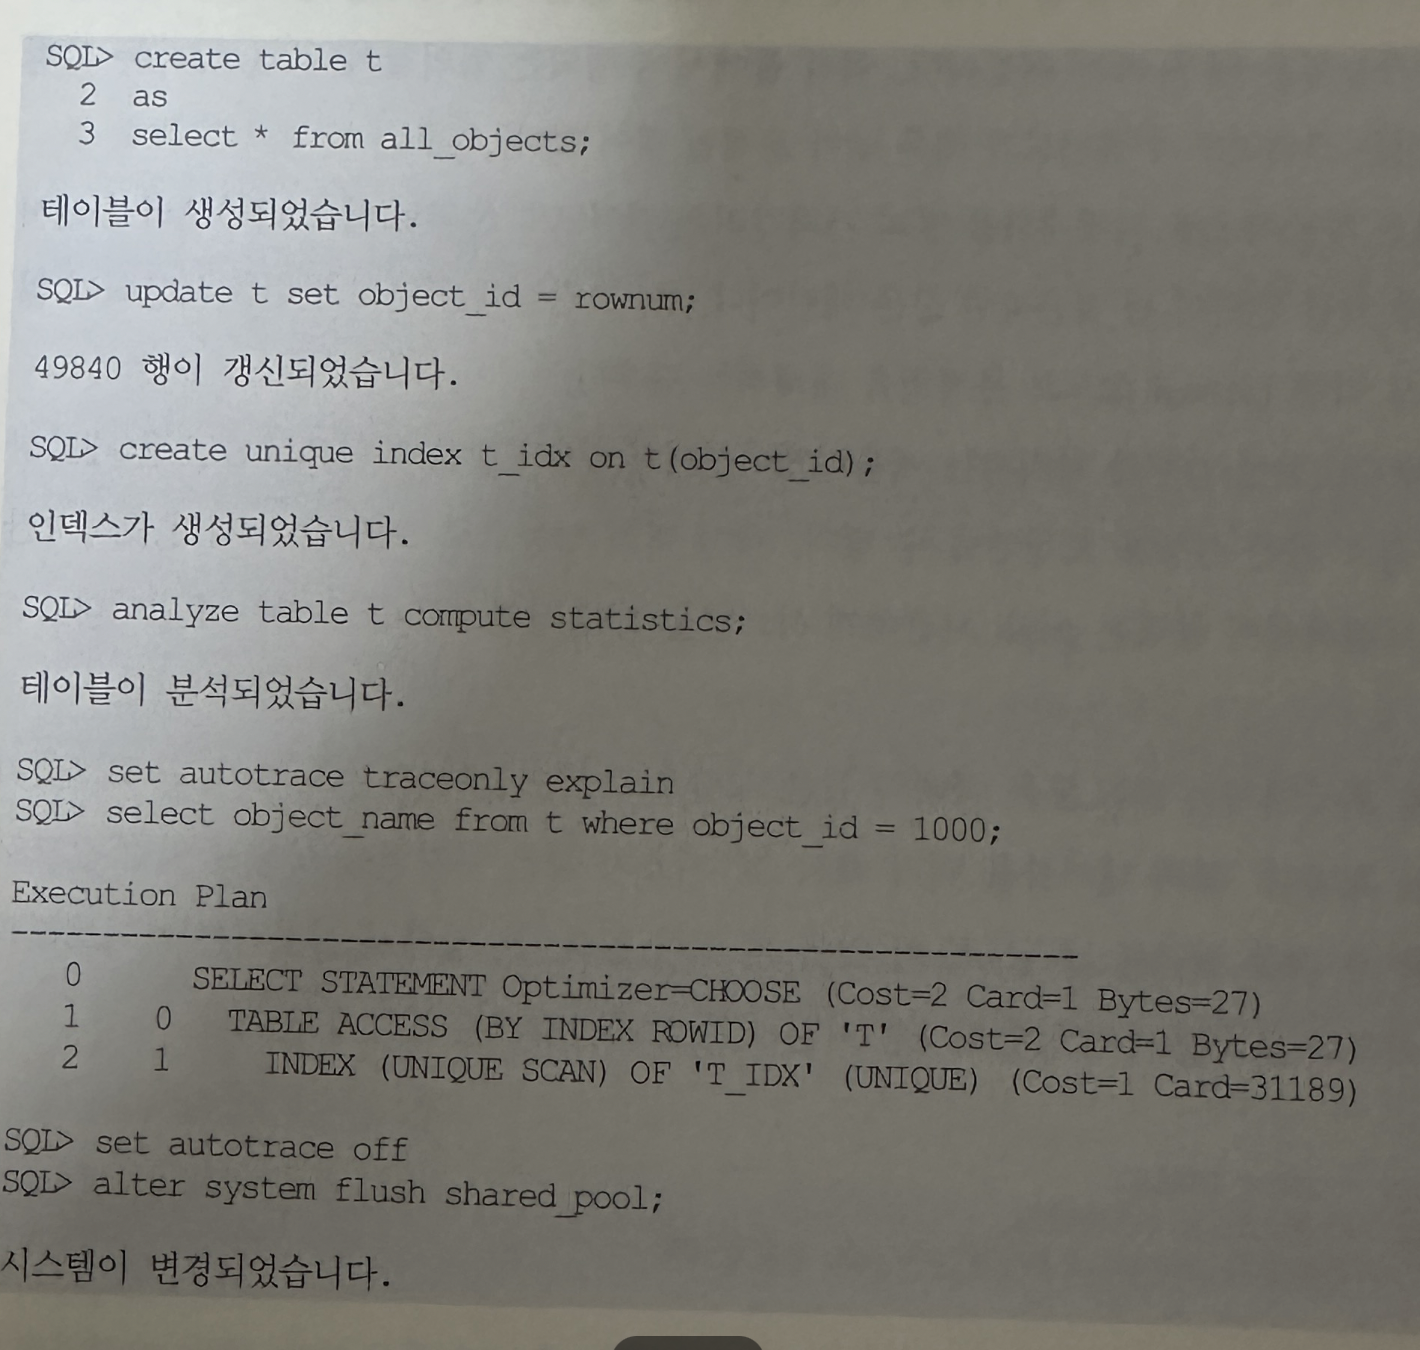 SQL> create table t
2 as
3 select * from all_objects;
테이블이 생성되었습니다.
SQL> update t set object_id = rownum;
49840 행이 갱신되었습니다.
SQL> create unique index t_idx on t(object_id);
인덱스가 생성되었습니다.
SQL> analyze table t compute statistics;
테이블이 분석되었습니다.
SQL> set autotrace traceonly explain
SQL> select object_name from t where object_id = 1000;
Execution Plan
----------------------------------------------------------
0 SELECT STATEMENT Optimizer=CHOOSE (Cost=2 Card=1 Bytes=27)
1 0 TABLE ACCESS (BY INDEX ROWID) OF 'T' (Cost=2 Card=1 Bytes=27)
2 1 INDEX (UNIQUE SCAN) OF 'T_IDX' (UNIQUE) (Cost=1 Card=31189)
SQL> set autotrace off
SQL> alter system flush shared_pool;
시스템이 변경되었습니다.